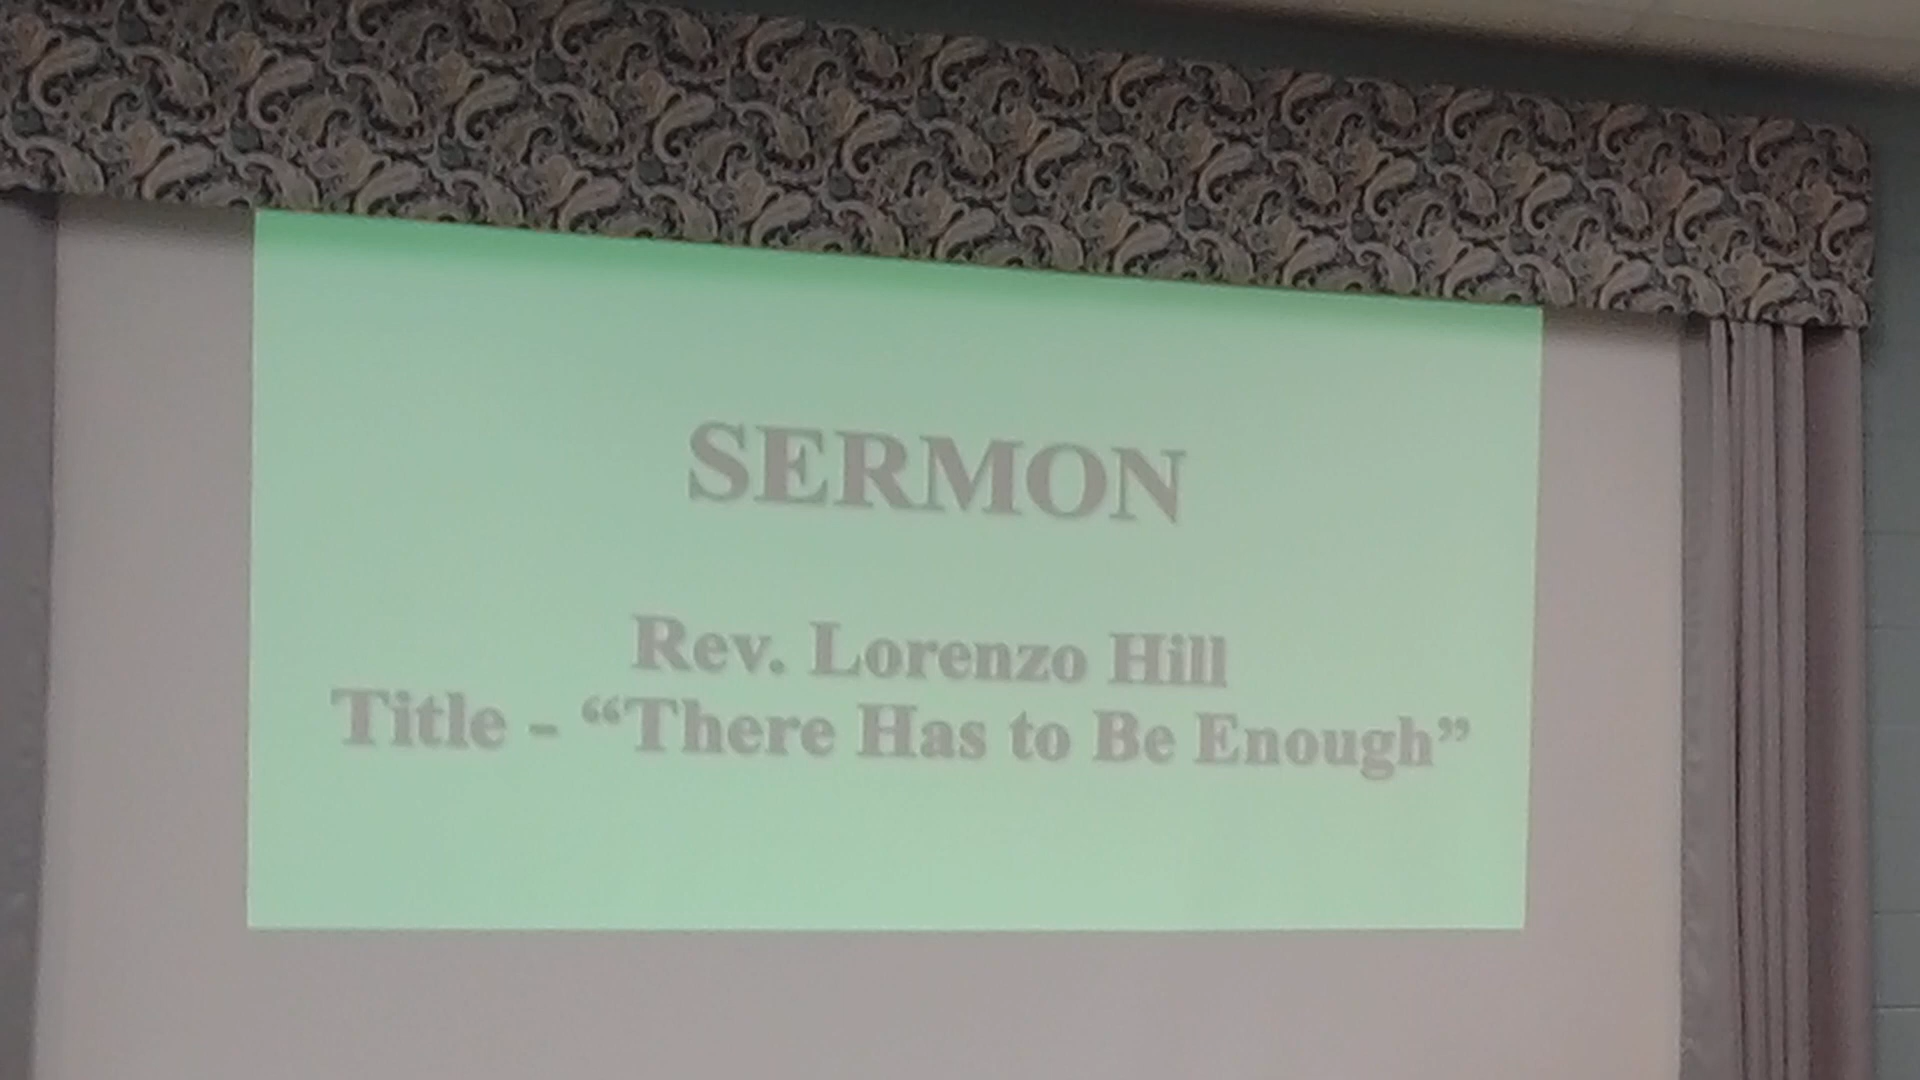 SERMON
Rev. Lorenzo Hill
Title - “There Has to Be Enough”